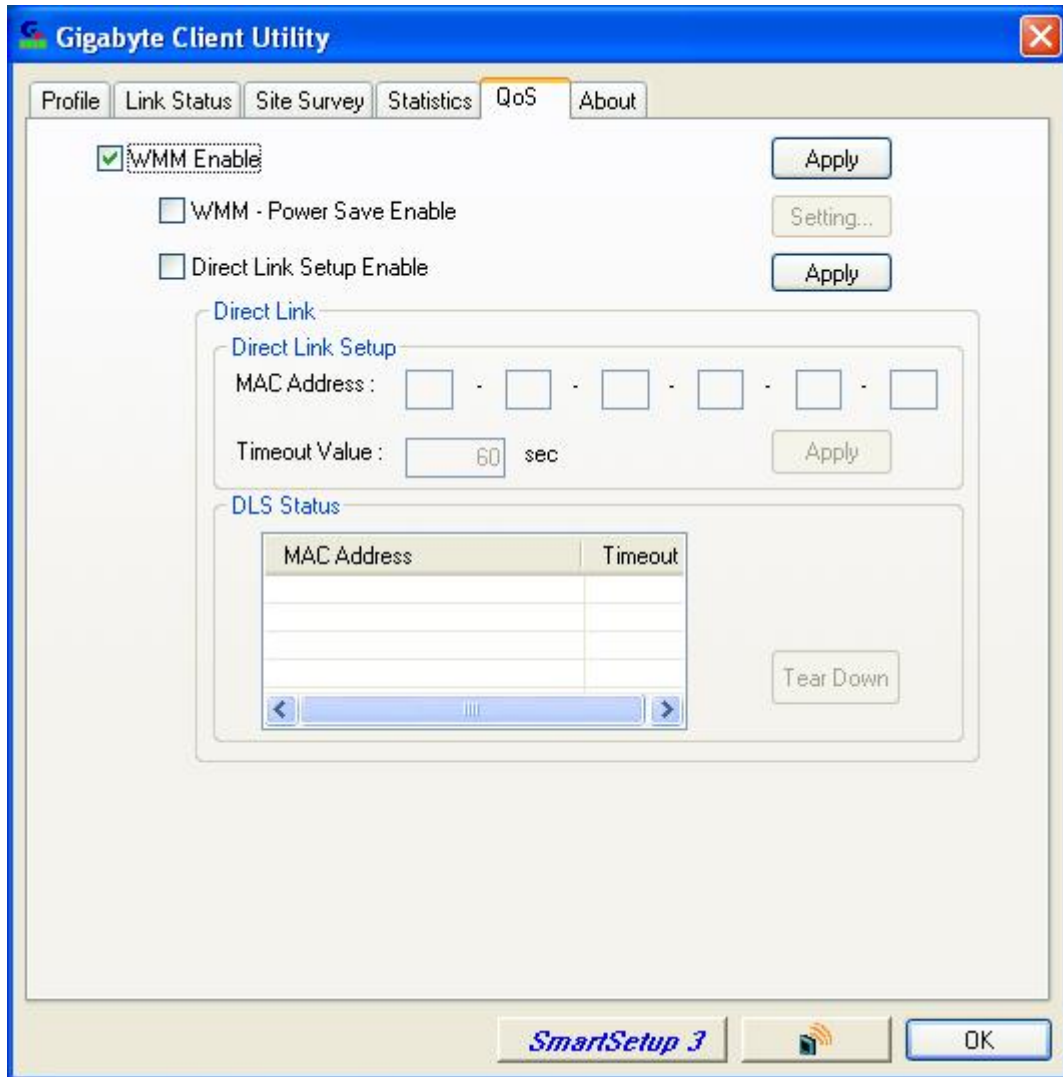 Gigabyte Client Utility
Profile Link Status Site Survey Statistics QoS About
WMM Enable Apply
WMM - Power Save Enable Setting...
Direct Link Setup Enable Apply
Direct Link
Direct Link Setup
MAC Address : - - - - -
Timeout Value : 60 sec Apply
DLS Status
MAC Address Timeout
Tear Down
SmartSetup 3 OK